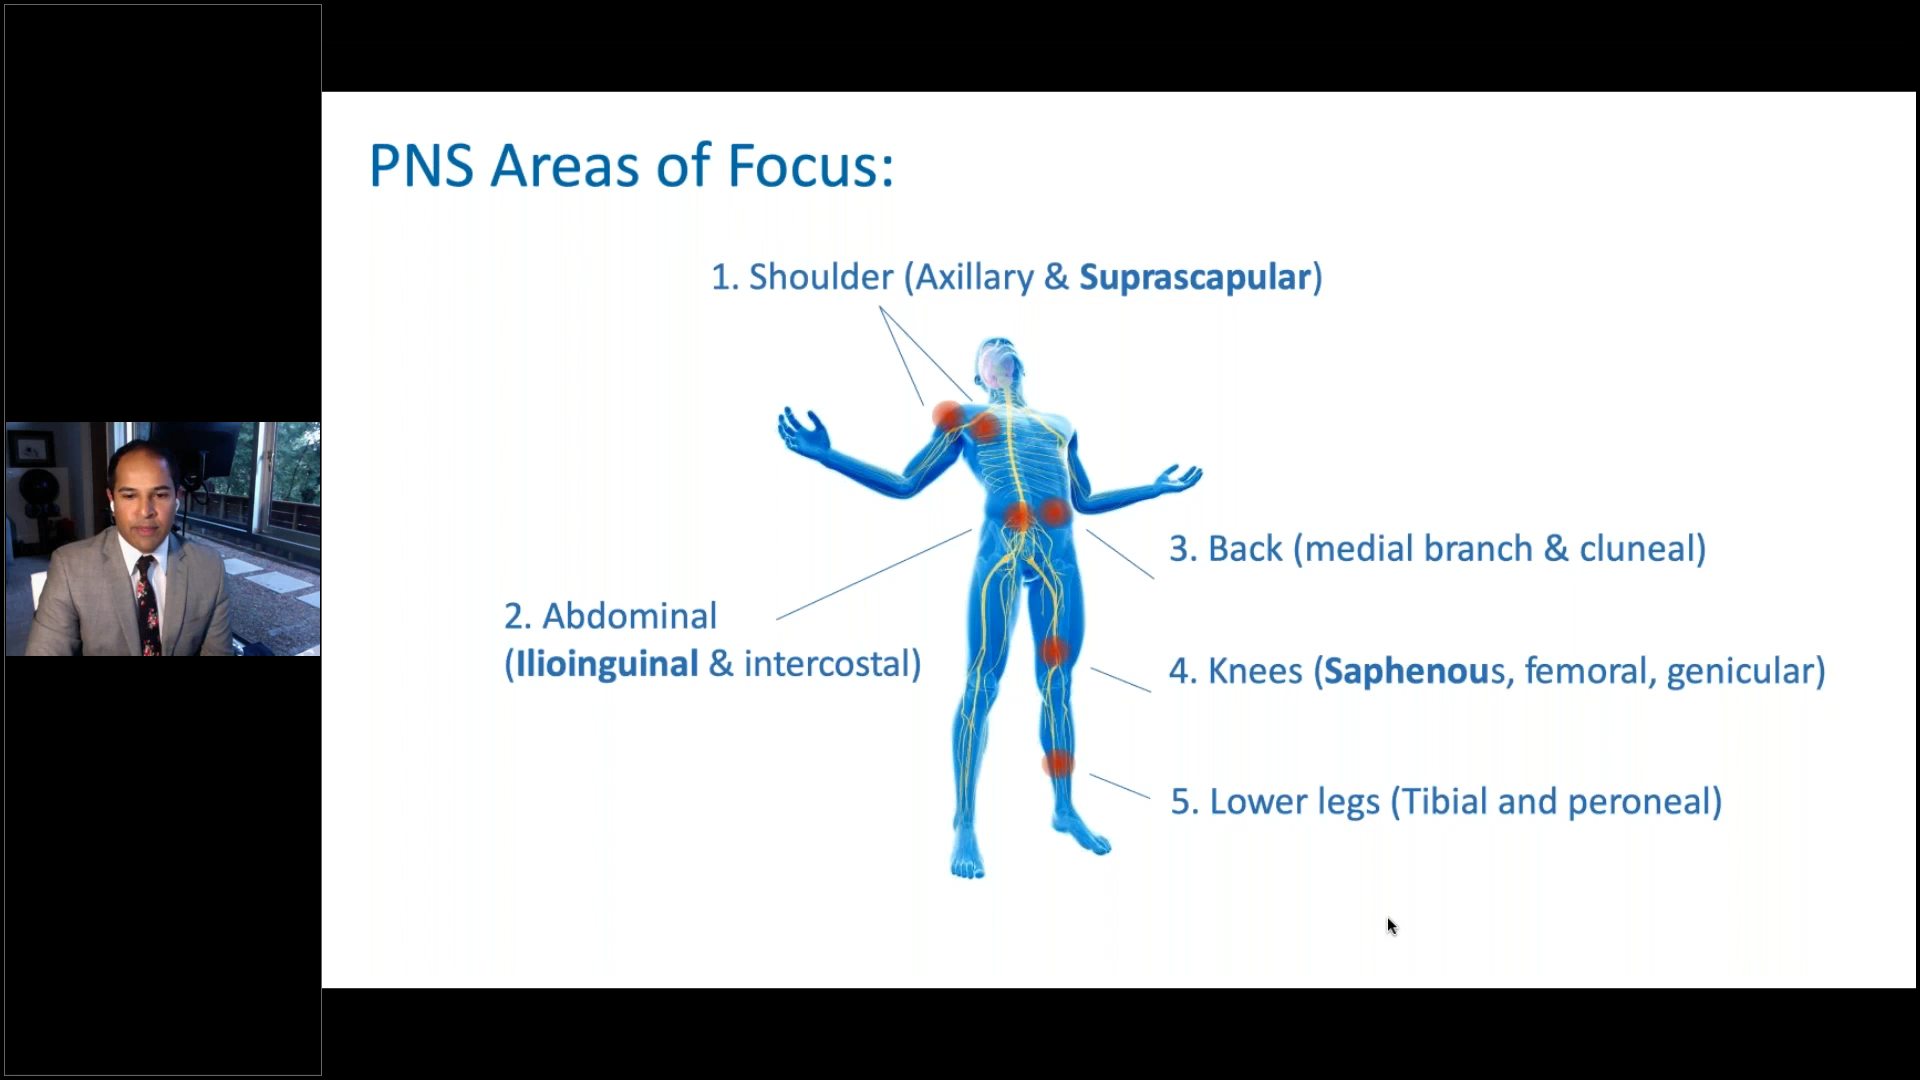 PNS Areas of Focus:
1. Shoulder (Axillary & Suprascapular)
3. Back (medial branch & cluneal)
2. Abdominal
(Ilioinguinal & intercostal)
4. Knees (Saphenous, femoral, genicular)
5. Lower legs (Tibial and peroneal)